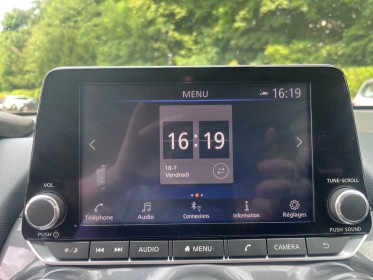 MENU
16:19
16:19
18-7
Vendredi
Téléphone
Audio
Connexions
Information
Réglages
VOL
PUSH
TUNE·SCROLL
PUSH SOUND
AUDIO
MENU
CAMERA